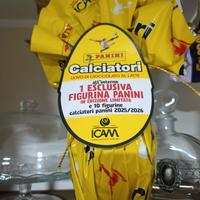 PANINI
Calciatori
UOVO DI CIOCCOLATO AL LATTE
all'interno
1 ESCLUSIVA
FIGURINA PANINI
IN EDIZIONE LIMITATA
e 10 figurine
calciatori panini 2025/2026
ICAM